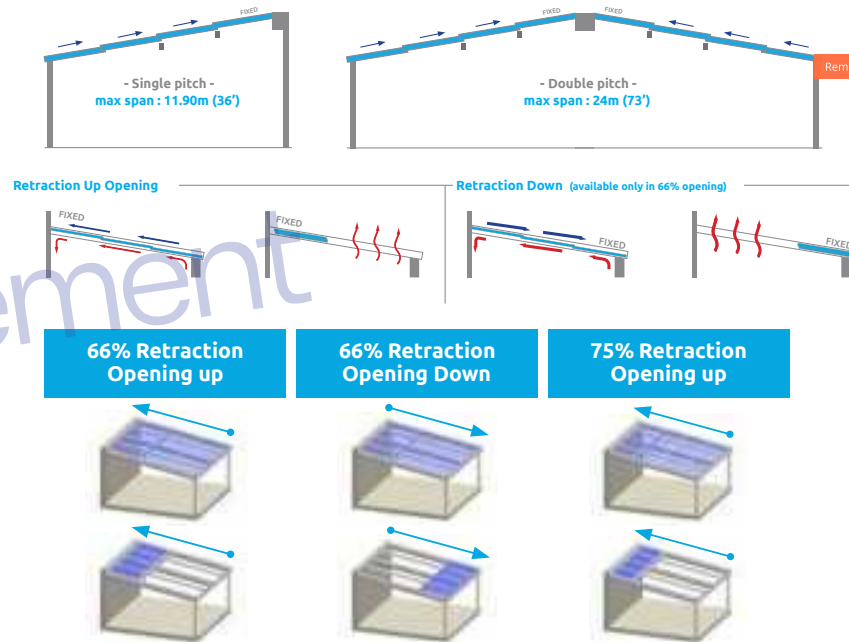 FIXED
FIXED
FIXED
- Single pitch -
max span : 11.90m (36’)
- Double pitch -
max span : 24m (73’)
Rem
Retraction Up Opening
Retraction Down (available only in 66% opening)
FIXED
FIXED
FIXED
FIXED
ement
66% Retraction
Opening up
66% Retraction
Opening Down
75% Retraction
Opening up